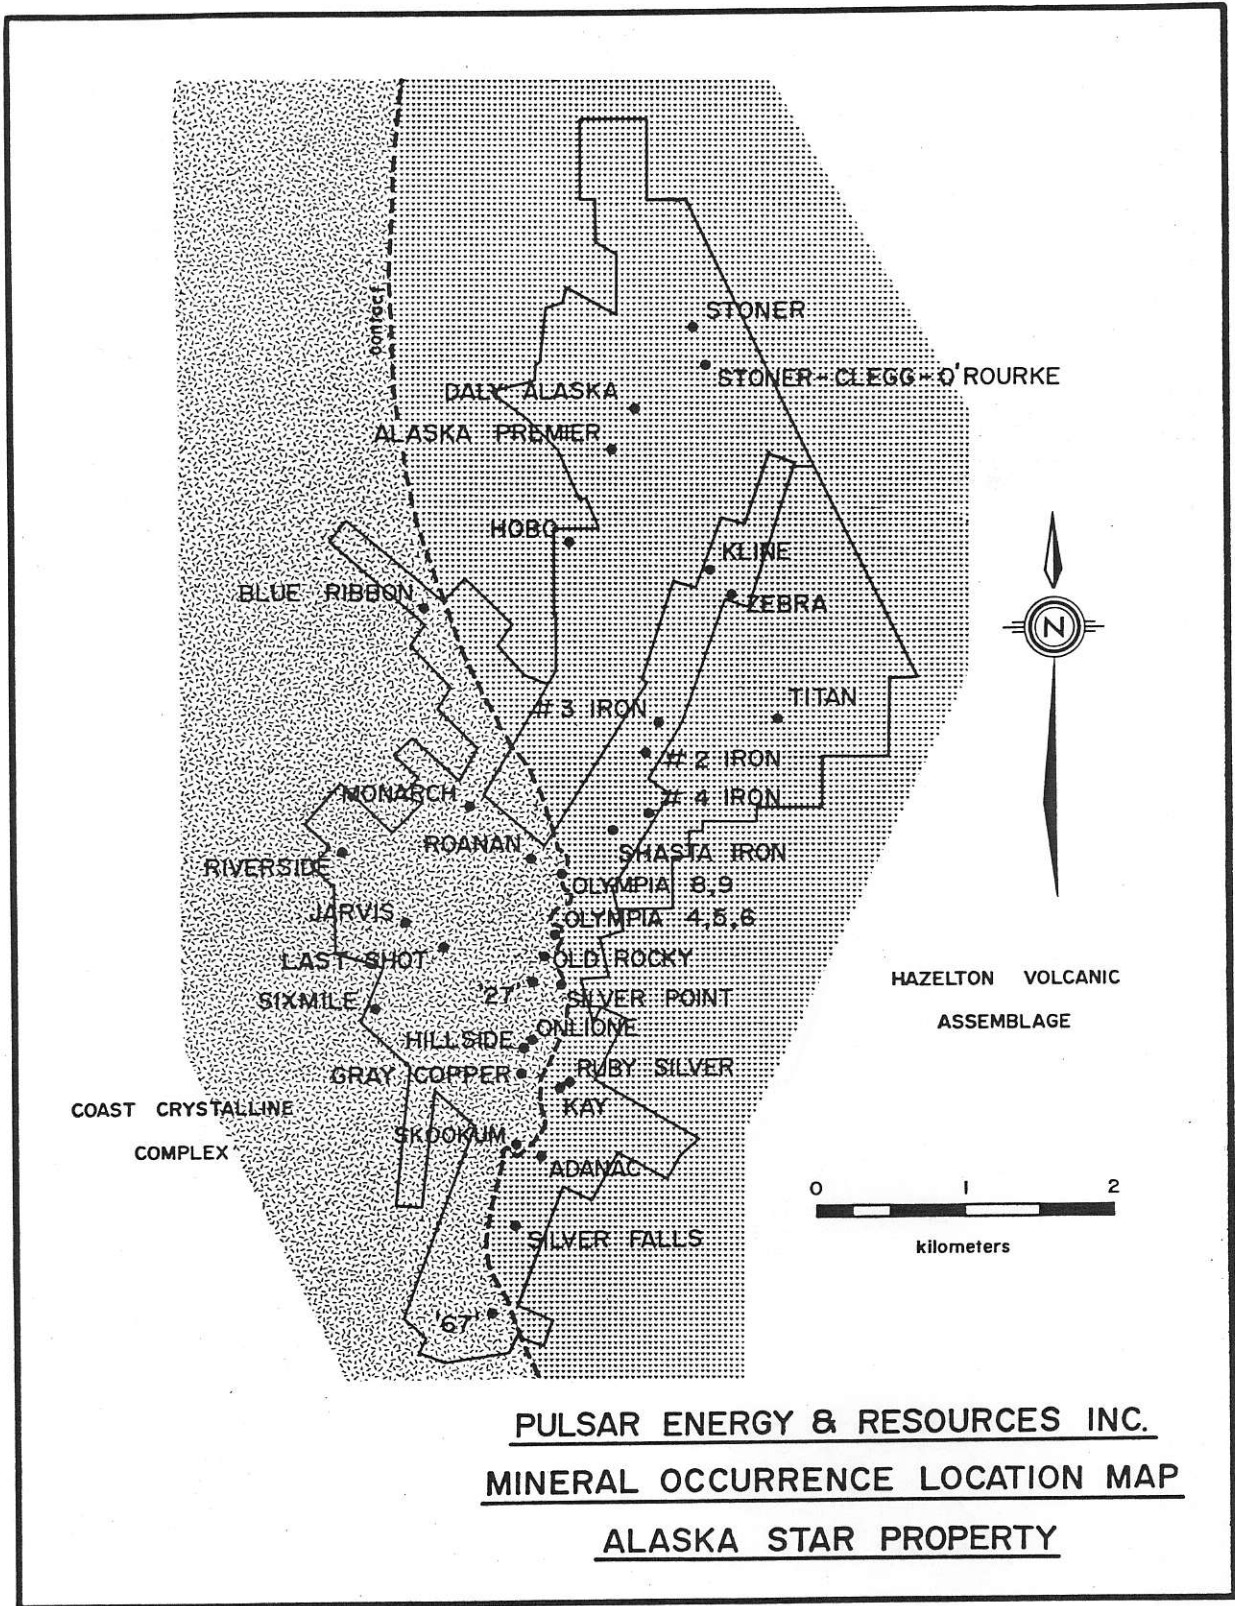 contact
STONER
STONER-CLEGG-O'ROURKE
DALY ALASKA
ALASKA PREMIER
HOBO
KLINE
BLUE RIBBON
ZEBRA
N
TITAN
# 3 IRON
# 2 IRON
MONARCH
# 4 IRON
ROANAN
SHASTA IRON
RIVERSIDE
OLYMPIA 8,9
JARVIS
OLYMPIA 4,5,6
LAST SHOT
OLD ROCKY
HAZELTON VOLCANIC
ASSEMBLAGE
'27'
SILVER POINT
SIXMILE
ONLIONE
HILLSIDE
RUBY SILVER
GRAY COPPER
KAY
COAST CRYSTALLINE
COMPLEX
SKOOKUM
ADANAC
0 1 2
kilometers
SILVER FALLS
'67'
PULSAR ENERGY & RESOURCES INC.
MINERAL OCCURRENCE LOCATION MAP
ALASKA STAR PROPERTY